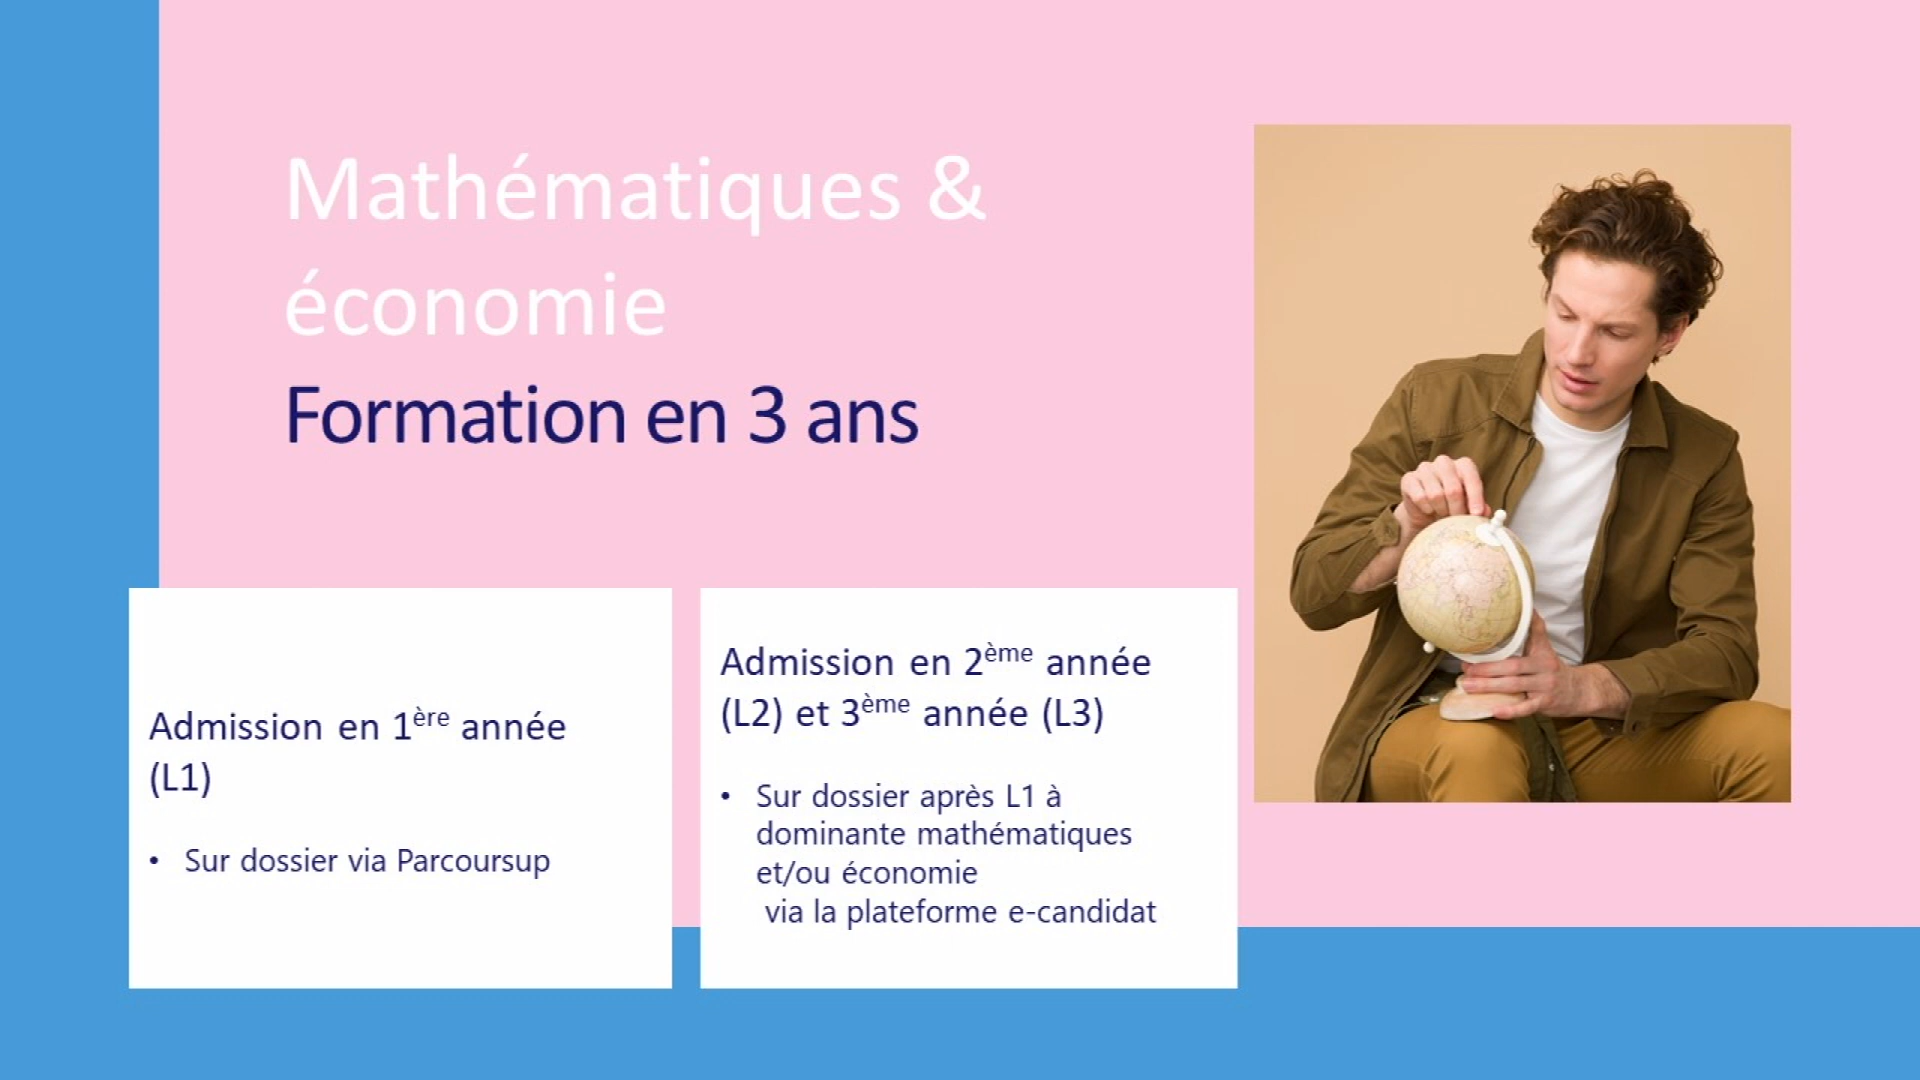 Mathématiques &
économie
Formation en 3 ans
Admission en 1ère année
(L1)
• Sur dossier via Parcoursup
Admission en 2ème année
(L2) et 3ème année (L3)
• Sur dossier après L1 à
dominante mathématiques
et/ou économie
via la plateforme e-candidat